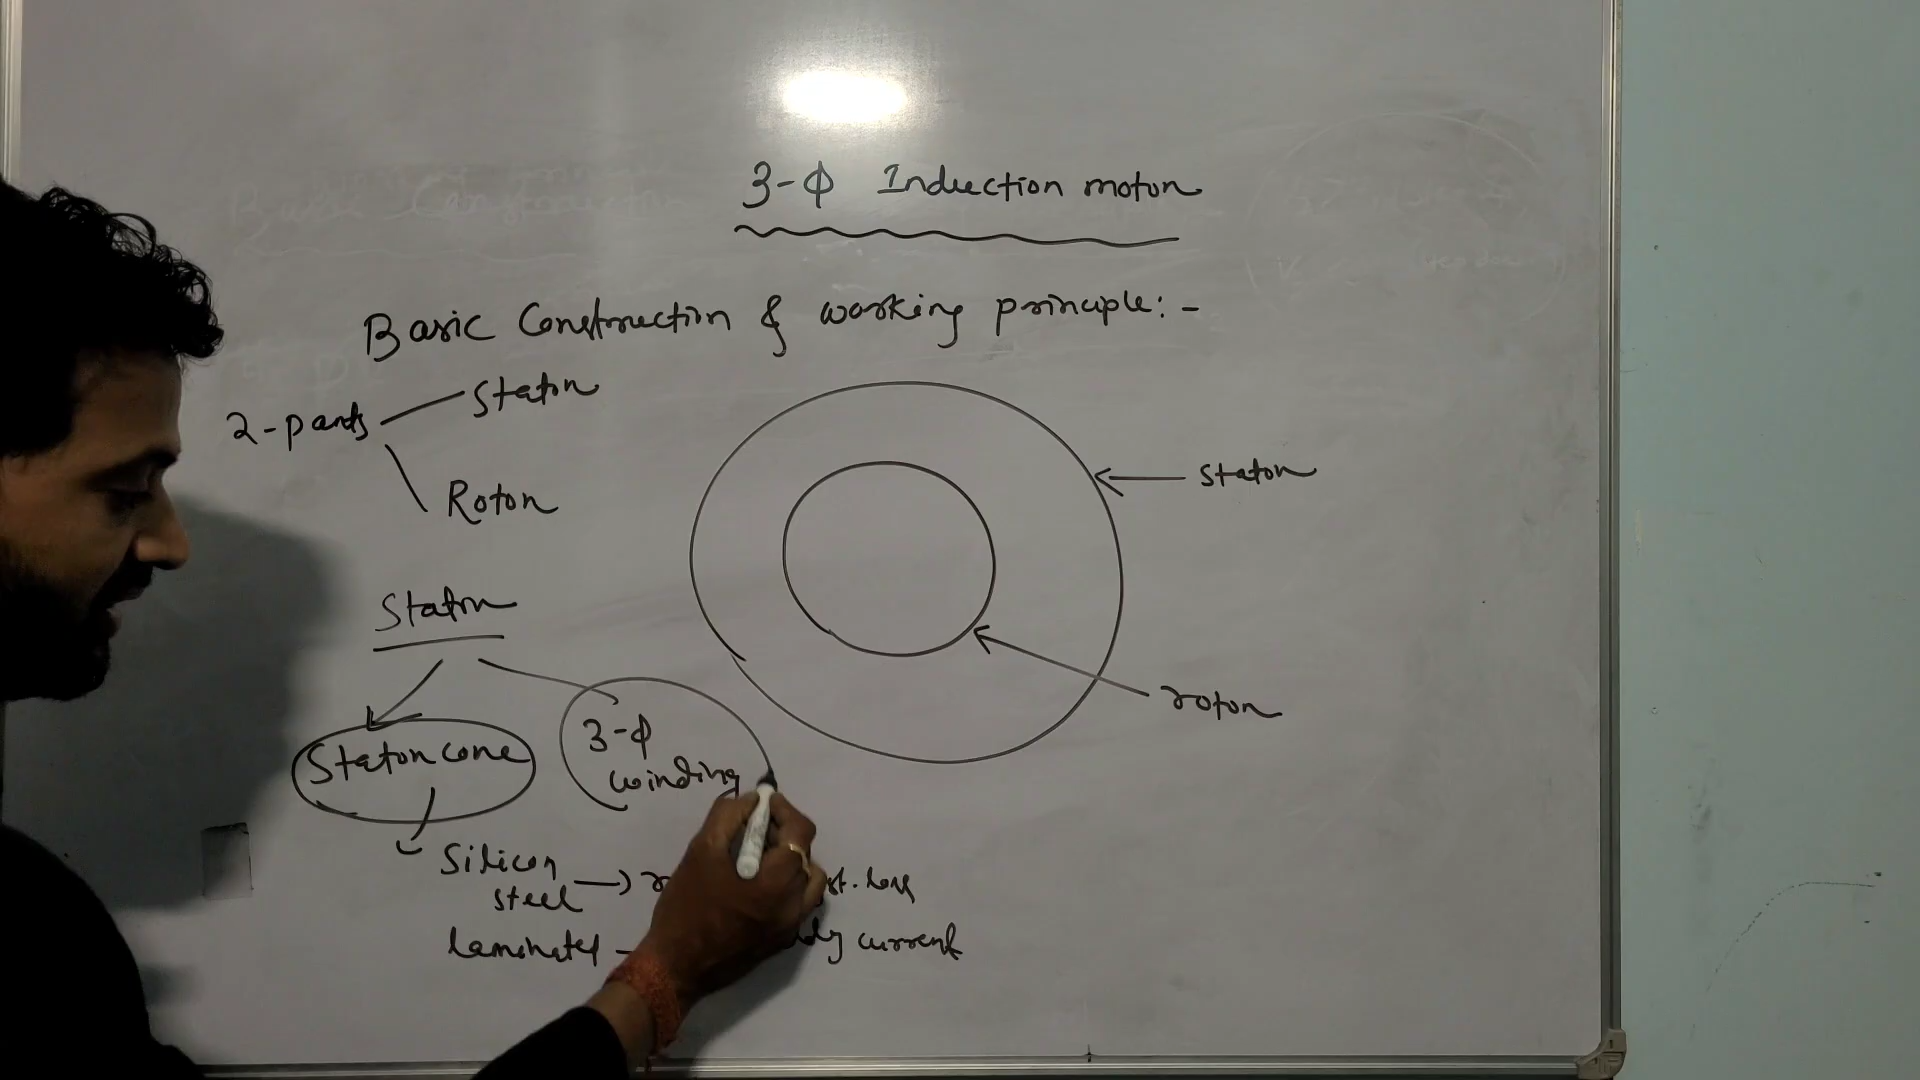 3-Φ Induction motor
Basic Construction & working principle:-
2-parts
Stator
Rotor
stator
rotor
Stator
Stator core
3-Φ
winding
Silicon
steel
loss
laminated
current